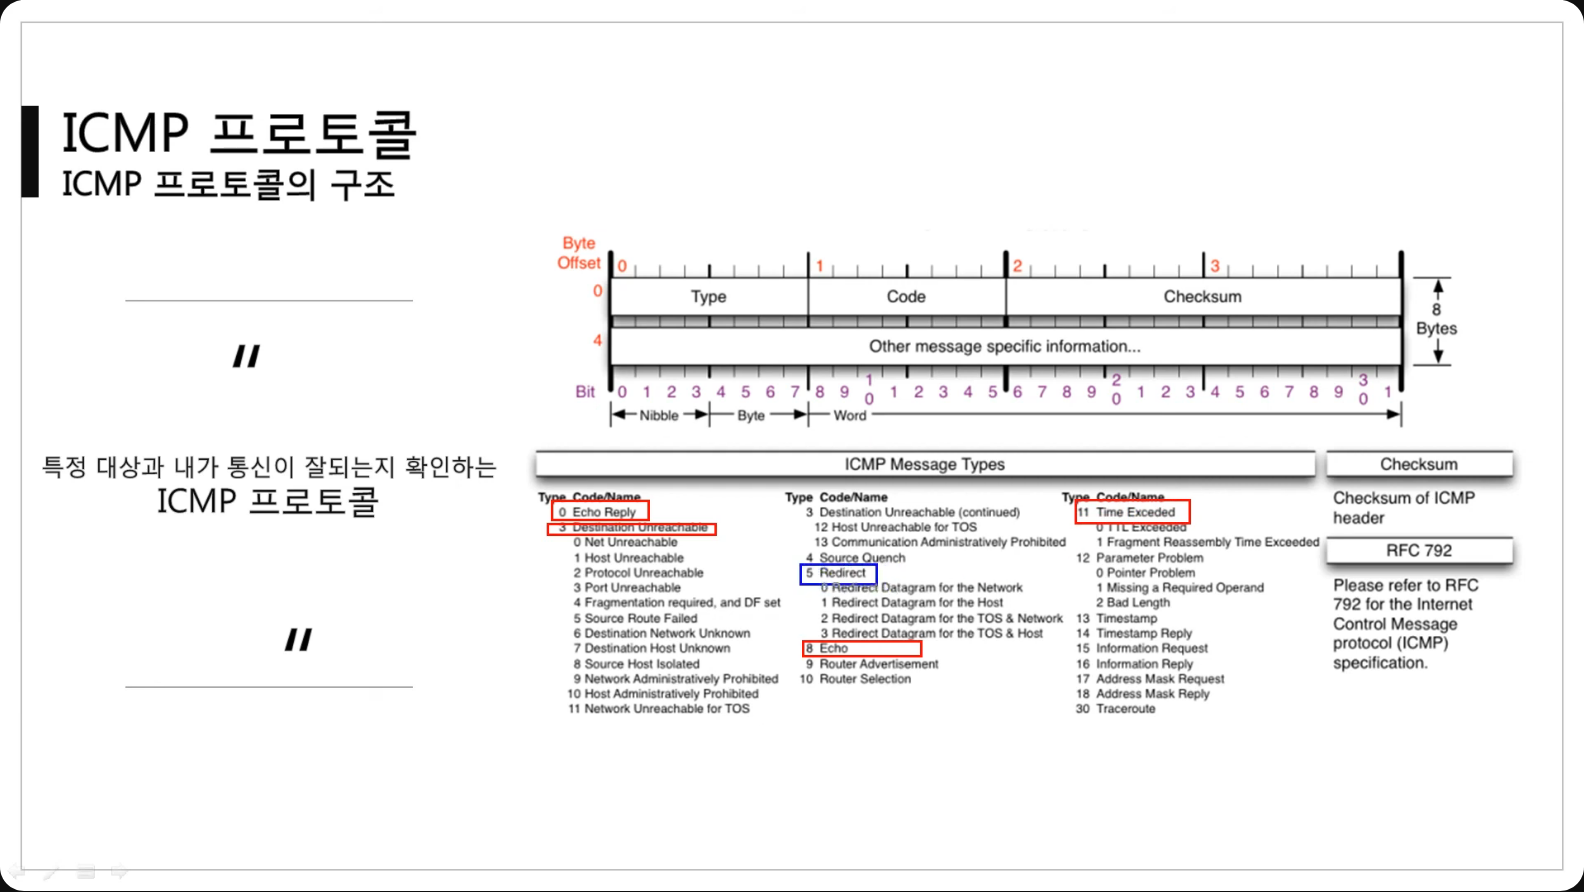 ICMP 프로토콜
ICMP 프로토콜의 구조
"
특정 대상과 내가 통신이 잘되는지 확인하는
ICMP 프로토콜
"
Byte
Offset
0 1 2 3
0
Type Code Checksum
8
Bytes
4
Other message specific information...
Bit 0 1 2 3 4 5 6 7 8 9 10 1 2 3 4 5 6 7 8 9 20 1 2 3 4 5 6 7 8 9 30 1
Nibble Byte Word
ICMP Message Types
Type Code/Name
0 Echo Reply
3 Destination Unreachable
0 Net Unreachable
1 Host Unreachable
2 Protocol Unreachable
3 Port Unreachable
4 Fragmentation required, and DF set
5 Source Route Failed
6 Destination Network Unknown
7 Destination Host Unknown
8 Source Host Isolated
9 Network Administratively Prohibited
10 Host Administratively Prohibited
11 Network Unreachable for TOS
Type Code/Name
3 Destination Unreachable (continued)
12 Host Unreachable for TOS
13 Communication Administratively Prohibited
4 Source Quench
5 Redirect
0 Redirect Datagram for the Network
1 Redirect Datagram for the Host
2 Redirect Datagram for the TOS & Network
3 Redirect Datagram for the TOS & Host
8 Echo
9 Router Advertisement
10 Router Selection
Type Code/Name
11 Time Exceded
0 TTL Exceeded
1 Fragment Reassembly Time Exceeded
12 Parameter Problem
0 Pointer Problem
1 Missing a Required Operand
2 Bad Length
13 Timestamp
14 Timestamp Reply
15 Information Request
16 Information Reply
17 Address Mask Request
18 Address Mask Reply
30 Traceroute
Checksum
Checksum of ICMP
header
RFC 792
Please refer to RFC
792 for the Internet
Control Message
protocol (ICMP)
specification.